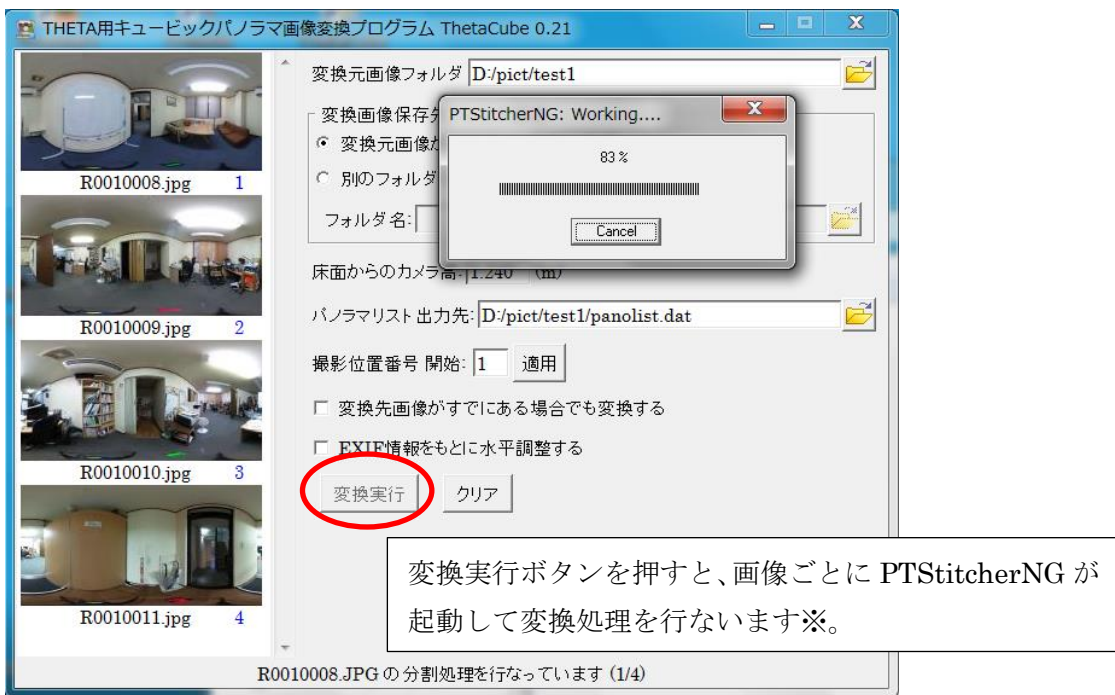 THETA用キュービックパノラマ画像変換プログラム ThetaCube 0.21
R0010008.jpg 1
R0010009.jpg 2
R0010010.jpg 3
R0010011.jpg 4
変換元画像フォルダ D:/pict/test1
変換画像保存
変換元画像が
別のフォルダ
フォルダ名:
PTStitcherNG: Working....
83 %
Cancel
床面からのカメラ高: 1.240 (m)
パノラマリスト出力先: D:/pict/test1/panolist.dat
撮影位置番号 開始: 1 適用
変換先画像がすでにある場合でも変換する
EXIF情報をもとに水平調整する
変換実行 クリア
変換実行ボタンを押すと、画像ごとに PTStitcherNG が
起動して変換処理を行ないます※。
R0010008.JPG の分割処理を行なっています (1/4)